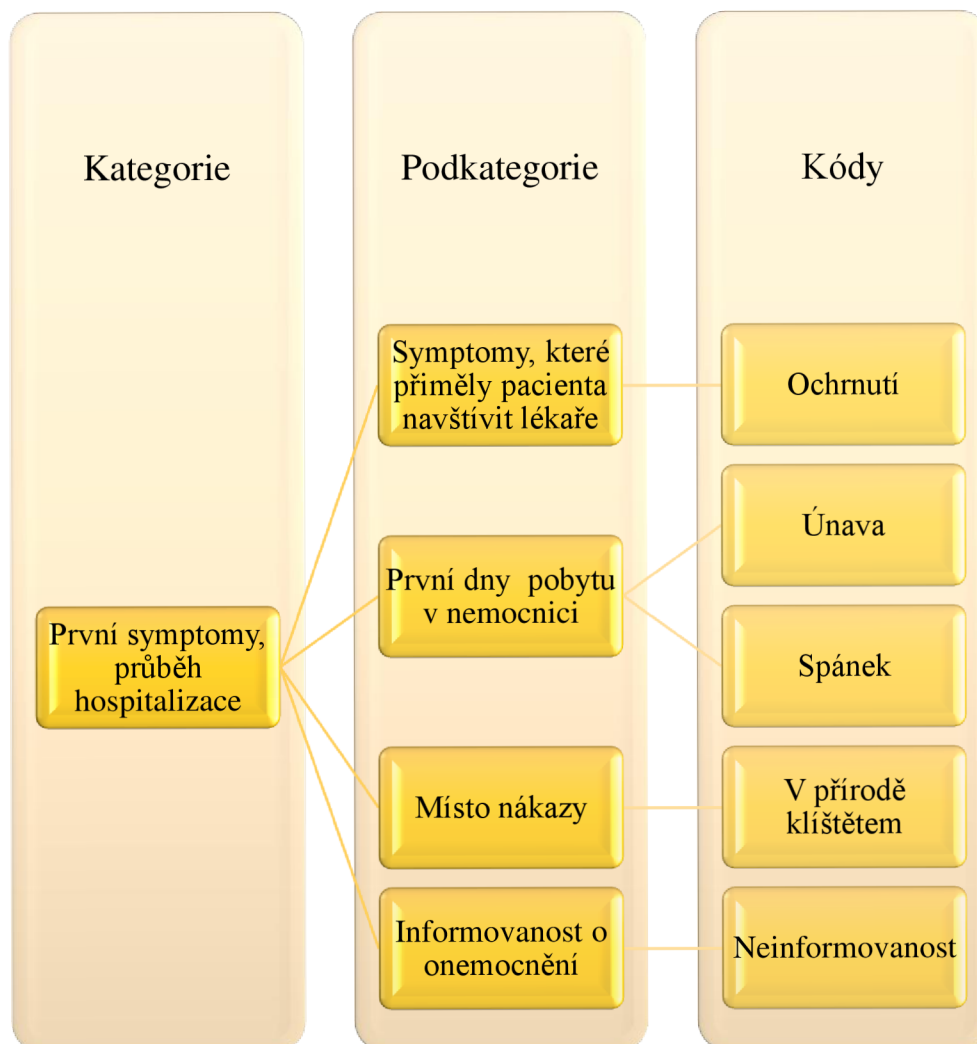 Kategorie
Podkategorie
Kódy
Symptomy, které
přiměly pacienta
navštívit lékaře
Ochrnutí
Únava
První dny pobytu
v nemocnici
První symptomy,
průběh
hospitalizace
Spánek
Místo nákazy
V přírodě
klíštětem
Informovanost o
onemocnění
Neinformovanost